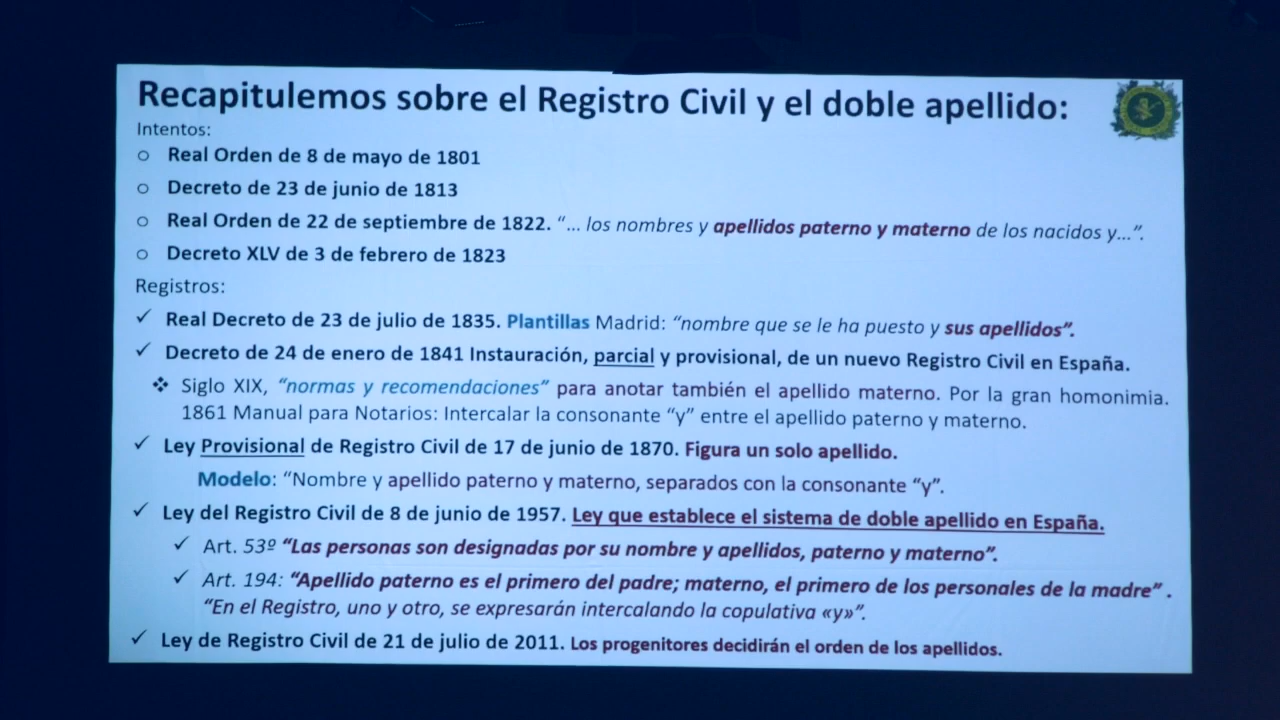 Recapitulemos sobre el Registro Civil y el doble apellido:
Intentos:
○ Real Orden de 8 de mayo de 1801
○ Decreto de 23 de junio de 1813
○ Real Orden de 22 de septiembre de 1822. “... los nombres y apellidos paterno y materno de los nacidos y...”.
○ Decreto XLV de 3 de febrero de 1823
Registros:
✓ Real Decreto de 23 de julio de 1835. Plantillas Madrid: “nombre que se le ha puesto y sus apellidos”.
✓ Decreto de 24 de enero de 1841 Instauración, parcial y provisional, de un nuevo Registro Civil en España.
❖ Siglo XIX, “normas y recomendaciones” para anotar también el apellido materno. Por la gran homonimia.
1861 Manual para Notarios: Intercalar la consonante “y” entre el apellido paterno y materno.
✓ Ley Provisional de Registro Civil de 17 de junio de 1870. Figura un solo apellido.
Modelo: “Nombre y apellido paterno y materno, separados con la consonante “y”.
✓ Ley del Registro Civil de 8 de junio de 1957. Ley que establece el sistema de doble apellido en España.
✓ Art. 53º “Las personas son designadas por su nombre y apellidos, paterno y materno”.
✓ Art. 194: “Apellido paterno es el primero del padre; materno, el primero de los personales de la madre” .
“En el Registro, uno y otro, se expresarán intercalando la copulativa «y»”.
✓ Ley de Registro Civil de 21 de julio de 2011. Los progenitores decidirán el orden de los apellidos.